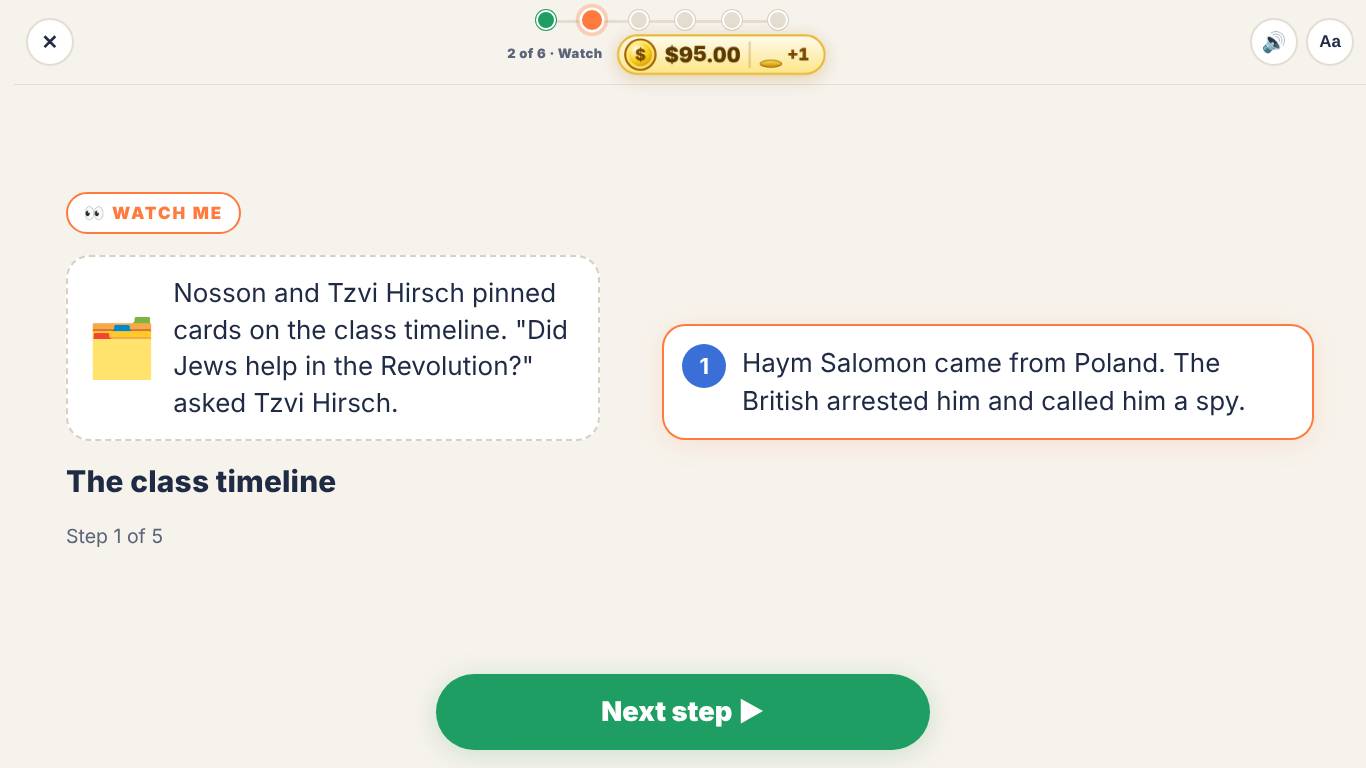 ✕
2 of 6 · Watch
$ $95.00 +1
Aa
👀 WATCH ME
Nosson and Tzvi Hirsch pinned
cards on the class timeline. "Did
Jews help in the Revolution?"
asked Tzvi Hirsch.
The class timeline
Step 1 of 5
1 Haym Salomon came from Poland. The
British arrested him and called him a spy.
Next step ▶